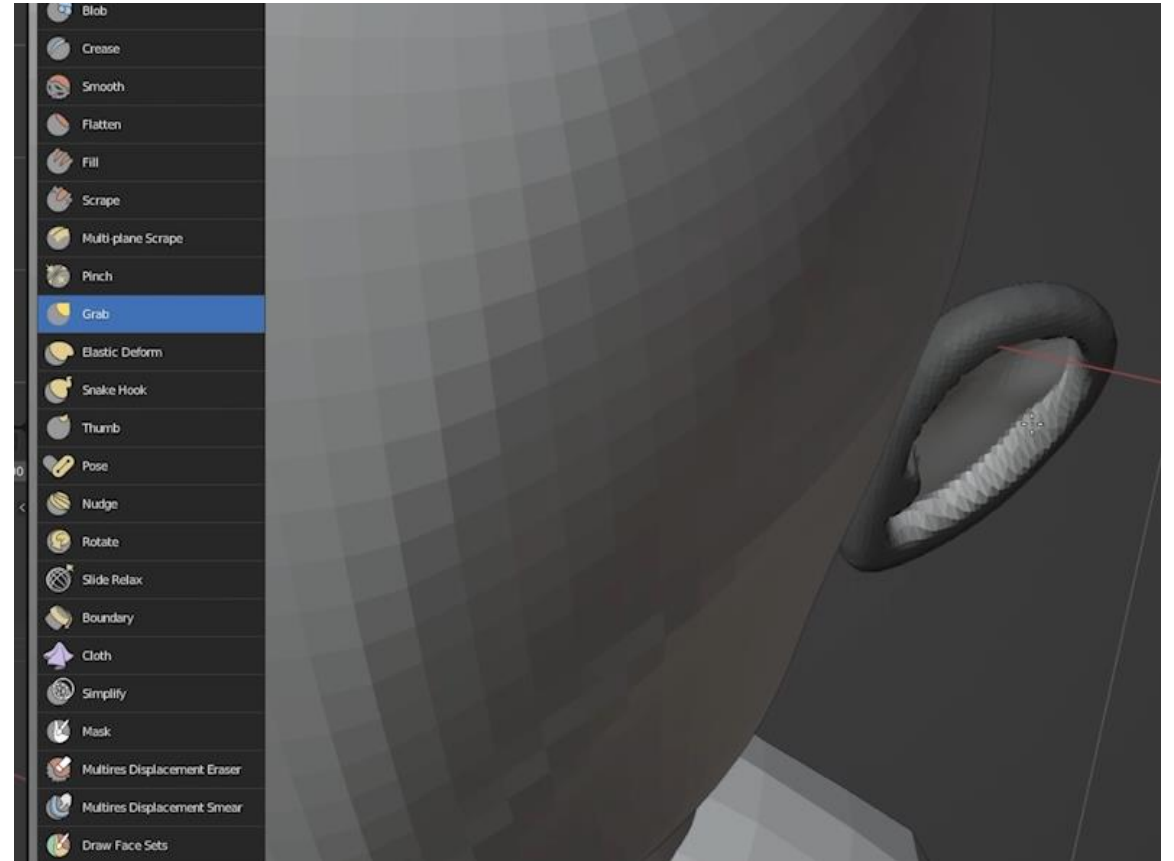 Blob
Crease
Smooth
Flatten
Fill
Scrape
Multi-plane Scrape
Pinch
Grab
Elastic Deform
Snake Hook
Thumb
Pose
Nudge
Rotate
Slide Relax
Boundary
Cloth
Simplify
Mask
Multires Displacement Eraser
Multires Displacement Smear
Draw Face Sets